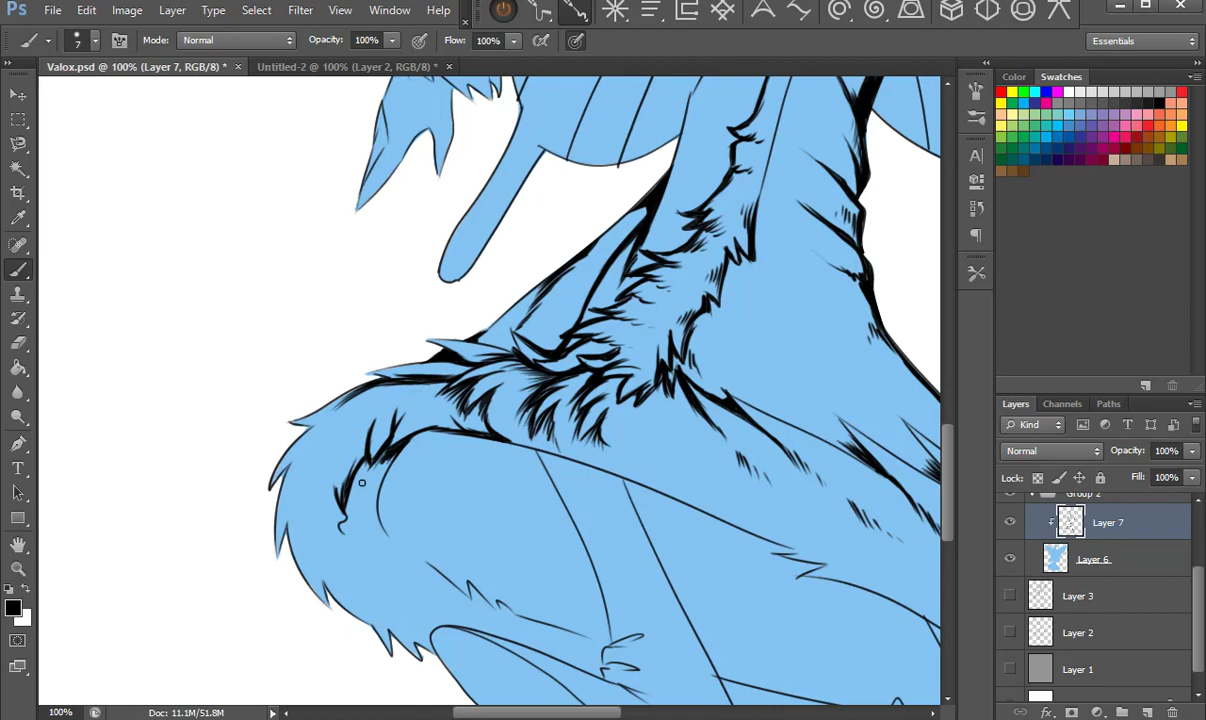 Ps File Edit Image Layer Type Select Filter View Window Help
7 Mode: Normal Opacity: 100% Flow: 100% Essentials
Valox.psd @ 100% (Layer 7, RGB/8) * × Untitled-2 @ 100% (Layer 2, RGB/8) * ×
Color Swatches
Layers Channels Paths
Kind
Normal Opacity: 100%
Lock: Fill: 100%
Group 2
Layer 7
Layer 6
Layer 3
Layer 2
Layer 1
100% Doc: 11.1M/51.8M